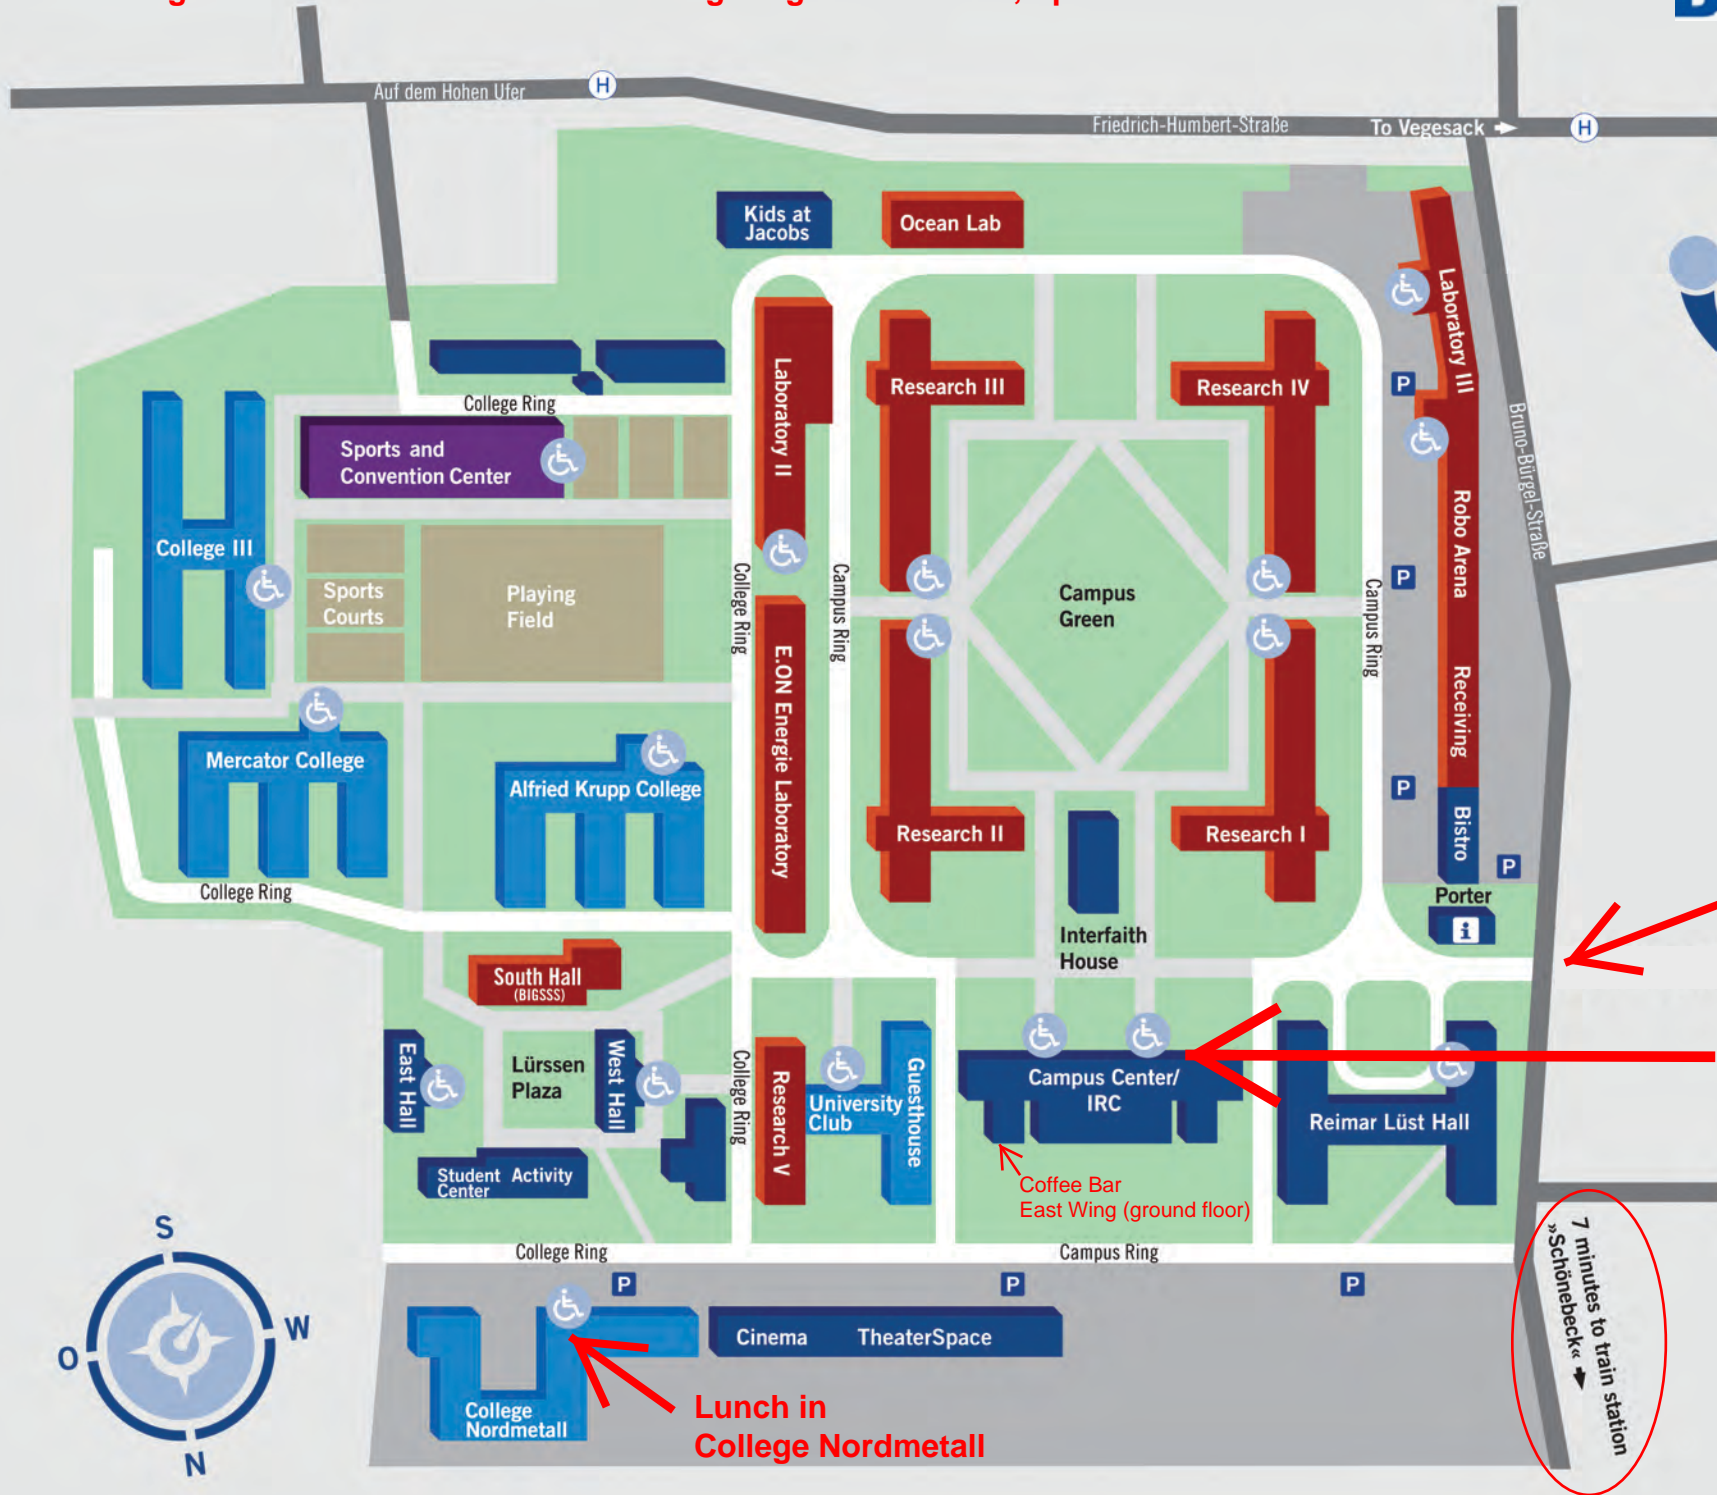 Auf dem Hohen Ufer
H
Friedrich-Humbert-Straße
To Vegesack
H
Kids at
Jacobs
Ocean Lab
Laboratory III
Laboratory II
Research III
Research IV
P
College Ring
Bruno-Bürgel-Straße
Sports and
Convention Center
College III
Robo Arena
College Ring
Campus Ring
Campus Ring
P
Sports
Courts
Playing
Field
Campus
Green
E.ON Energie Laboratory
Receiving
Mercator College
Alfried Krupp College
P
Research II
Research I
Bistro
P
College Ring
Porter
i
Interfaith
House
South Hall
(BIGSSS)
East Hall
Lürssen
Plaza
West Hall
College Ring
Research V
University
Club
Guesthouse
Campus Center/
IRC
Reimar Lüst Hall
Student Activity
Center
Coffee Bar
East Wing (ground floor)
College Ring
Campus Ring
7 minutes to train station
»Schönebeck«
P
P
P
Cinema
TheaterSpace
College
Nordmetall
Lunch in
College Nordmetall
S
W
O
N